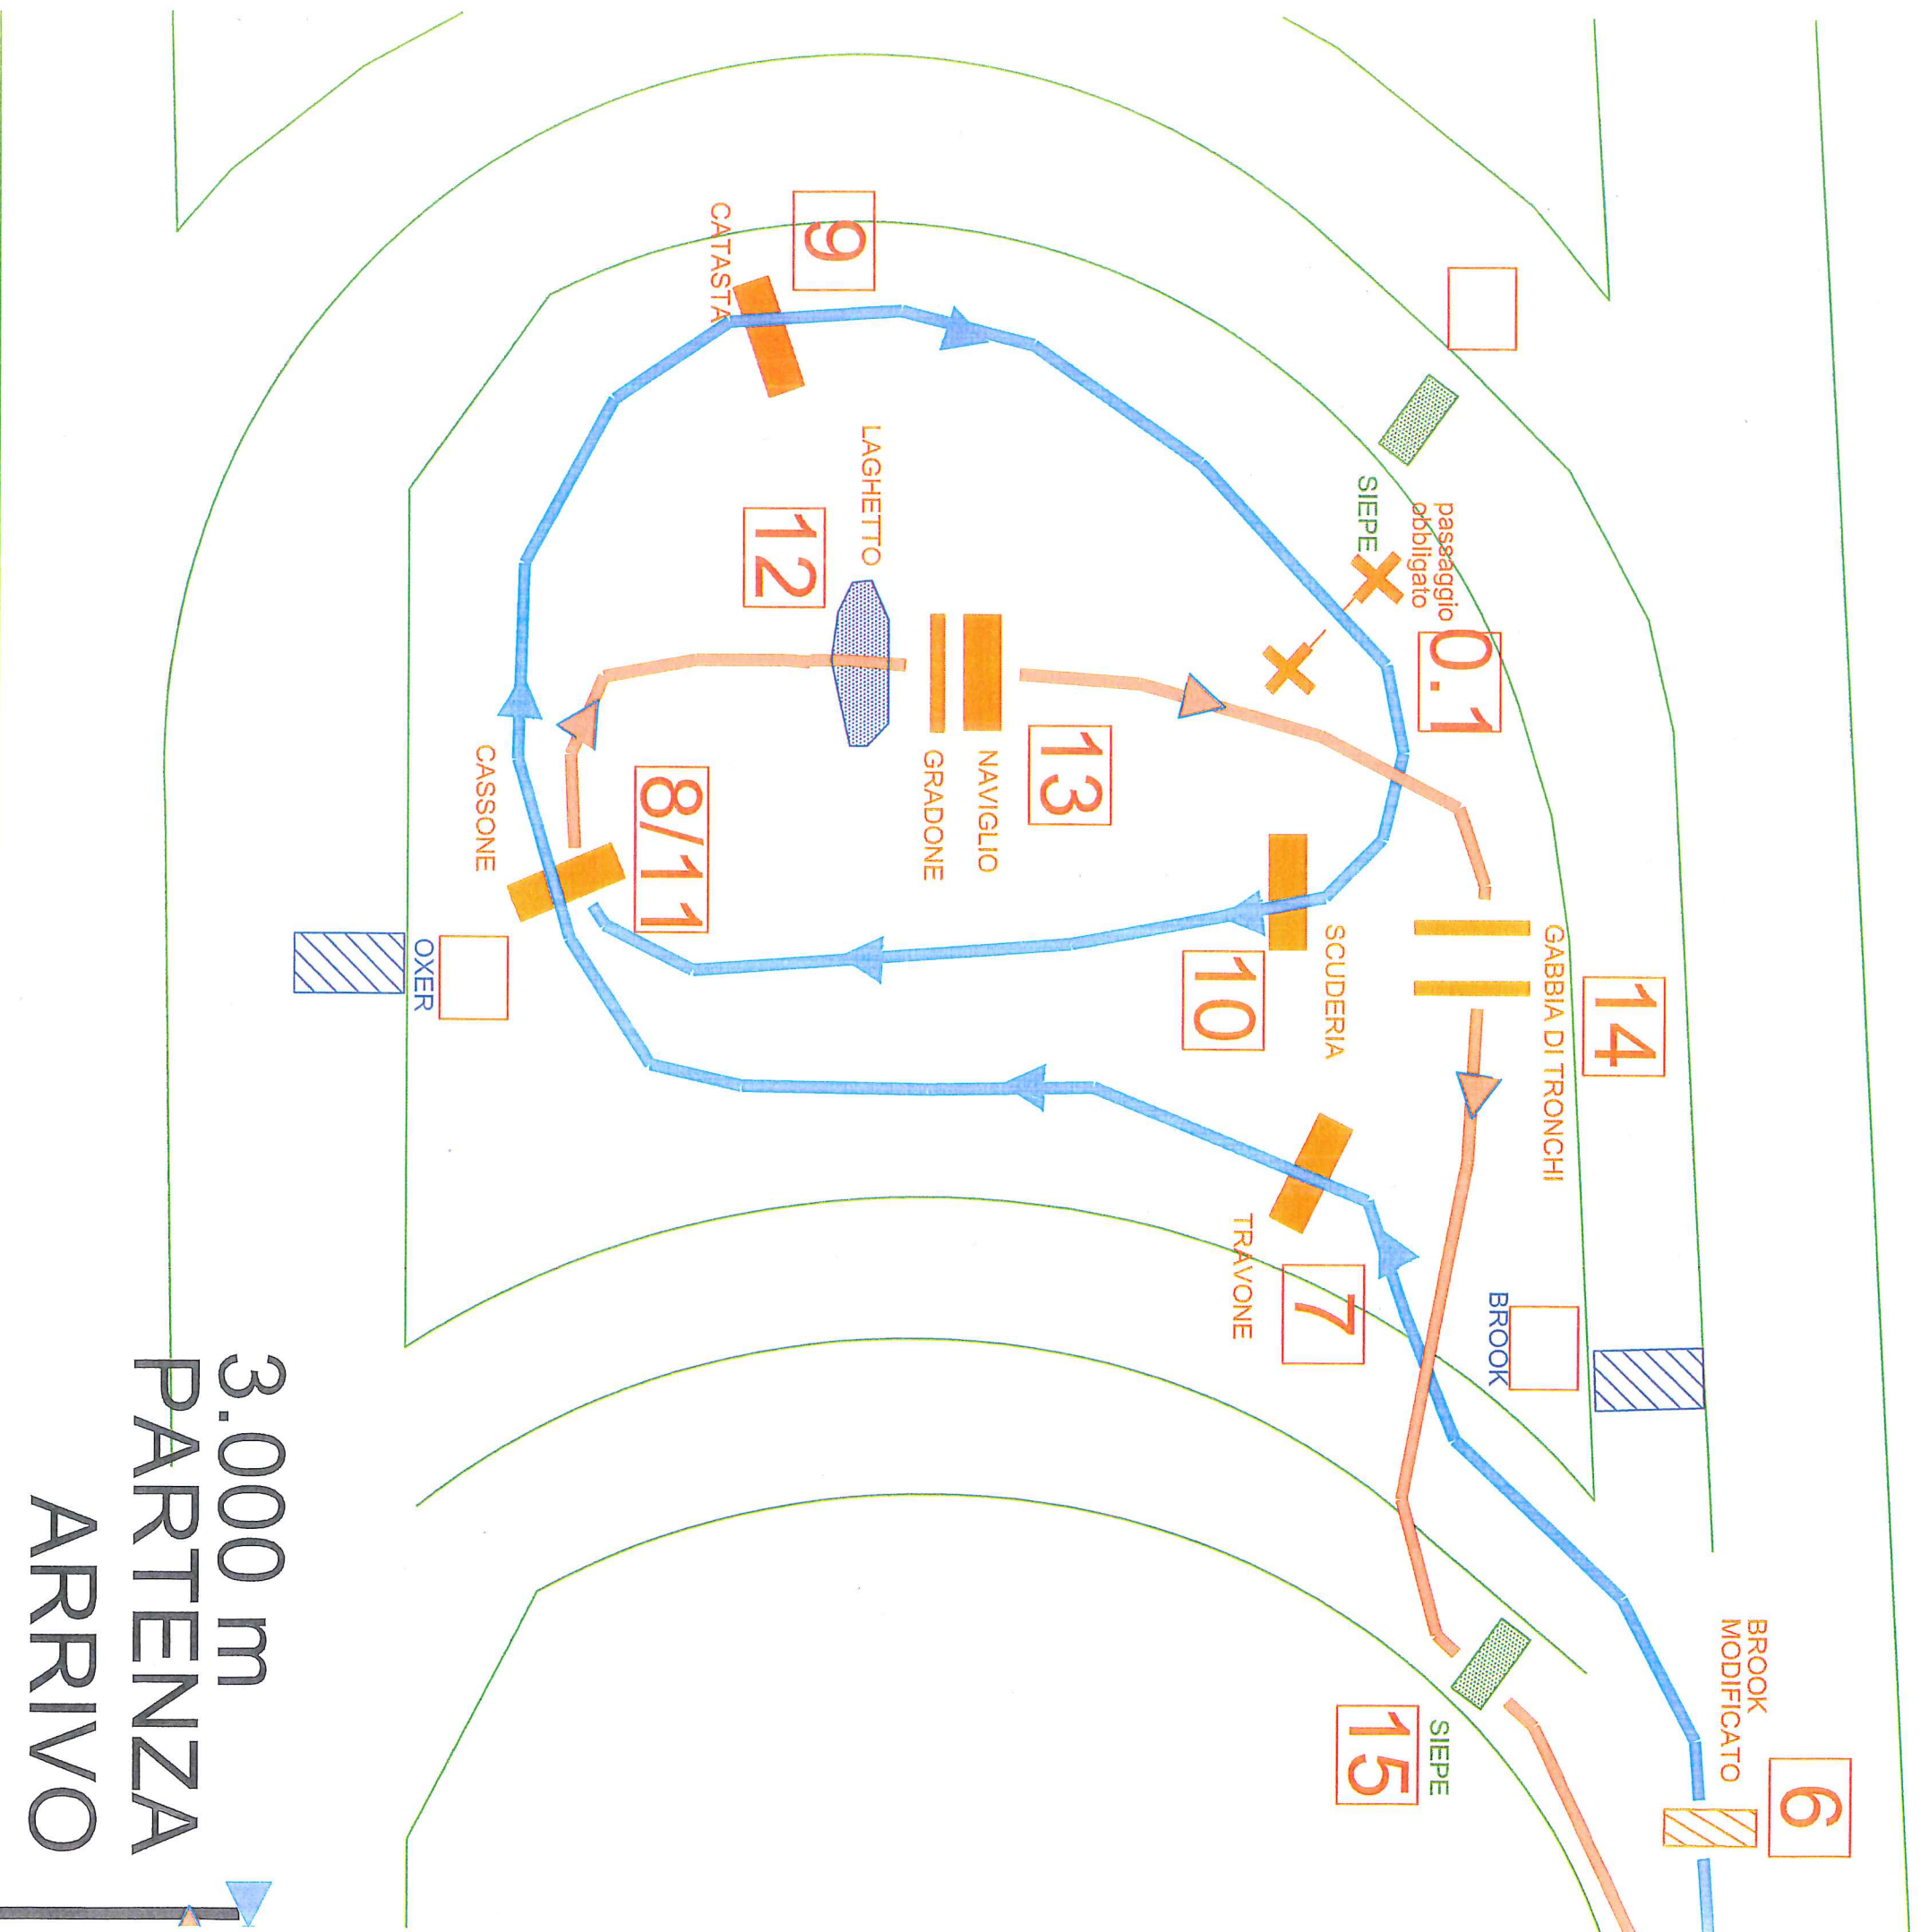 6
BROOK
MODIFICATO
14
GABBIA DI TRONCHI
BROOK
0.1
passaggio
obbligato
SIEPE
SIEPE
15
SCUDERIA
7
TRAVONE
10
13
NAVIGLIO
GRADONE
LAGHETTO
9
12
CATASTA
8/11
CASSONE
OXER
3.000 m
PARTENZA
ARRIVO